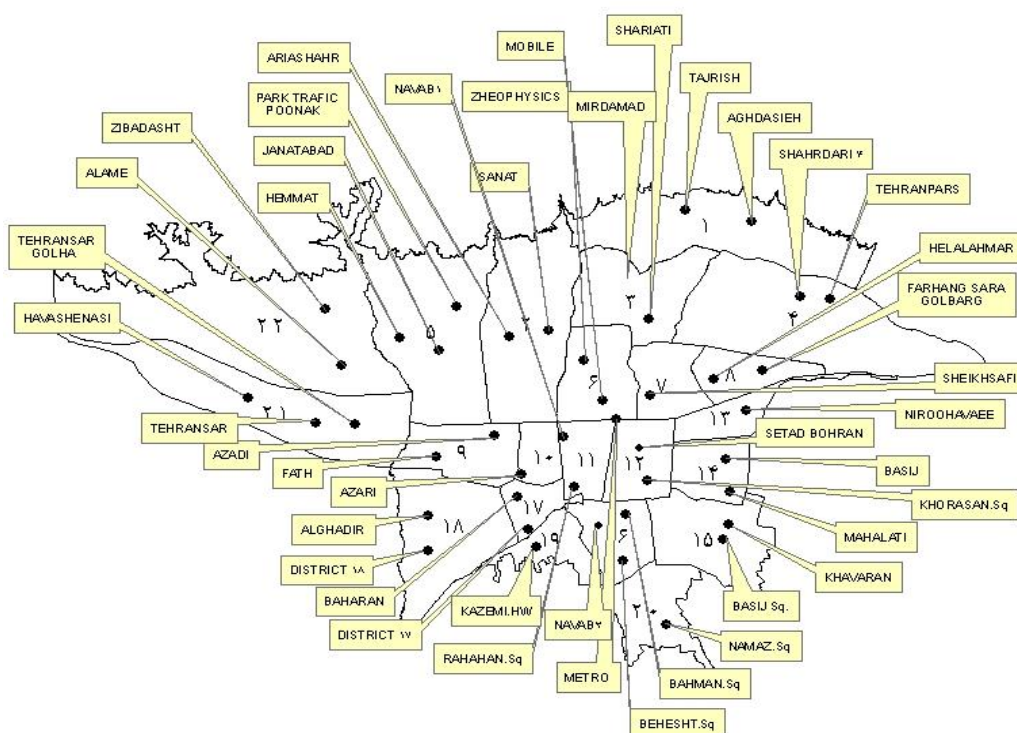 SHARIATI
MOBILE
ARIASHAHR
NAVAB۱
ZHEOPHYSICS
TAJRISH
PARK TRAFIC
POONAK
MIRDAMAD
AGHDASIEH
ZIBADASHT
JANATABAD
SHAHRDARI ۴
ALAME
SANAT
TEHRANPARS
HEMMAT
TEHRANSAR
GOLHA
HELALAHMAR
FARHANG SARA
GOLBARG
HAVASHENASI
SHEIKHSAFI
NIROOHAVAEE
TEHRANSAR
AZADI
SETAD BOHRAN
FATH
BASIJ
AZARI
KHORASAN.Sq
ALGHADIR
MAHALATI
DISTRICT ۱۸
KHAVARAN
BAHARAN
KAZEMI.HW
BASIJ Sq.
DISTRICT ۱۷
NAVAB۲
NAMAZ.Sq
RAHAHAN.Sq
METRO
BAHMAN.Sq
BEHESHT.Sq
۱
۲
۳
۴
۵
۶
۷
۸
۹
۱۰
۱۱
۱۲
۱۳
۱۴
۱۵
۶
۱۷
۱۸
۱۹
۲۰
۲۱
۲۲